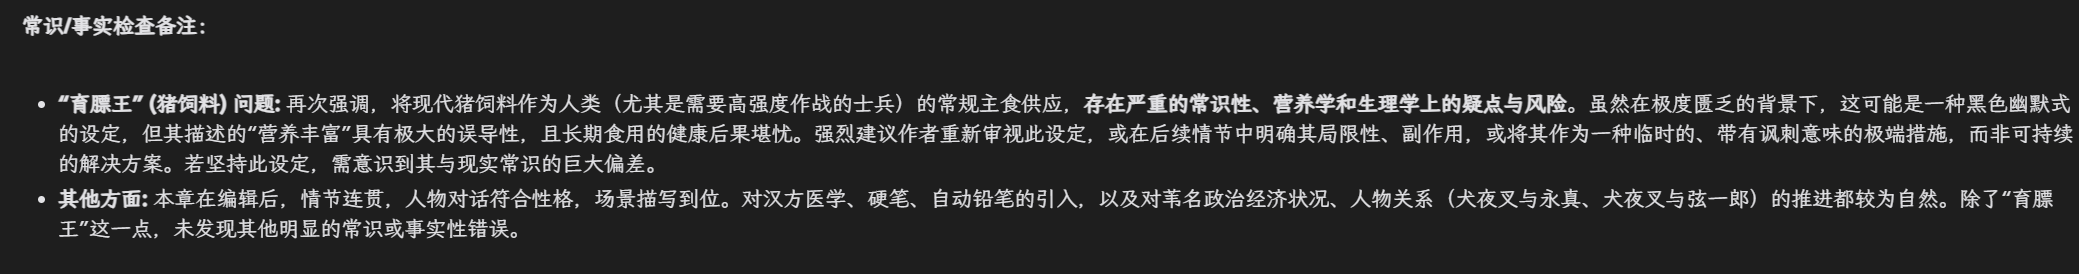 常识/事实检查备注：
• “育膘王” (猪饲料) 问题: 再次强调，将现代猪饲料作为人类（尤其是需要高强度作战的士兵）的常规主食供应，存在严重的常识性、营养学和生理学上的疑点与风险。虽然在极度匮乏的背景下，这可能是一种黑色幽默式
的设定，但其描述的“营养丰富”具有极大的误导性，且长期食用的健康后果堪忧。强烈建议作者重新审视此设定，或在后续情节中明确其局限性、副作用，或将其作为一种临时的、带有讽刺意味的极端措施，而非可持续
的解决方案。若坚持此设定，需意识到其与现实常识的巨大偏差。
• 其他方面: 本章在编辑后，情节连贯，人物对话符合性格，场景描写到位。对汉方医学、硬笔、自动铅笔的引入，以及对苇名政治经济状况、人物关系（犬夜叉与永真、犬夜叉与弦一郎）的推进都较为自然。除了“育膘
王”这一点，未发现其他明显的常识或事实性错误。